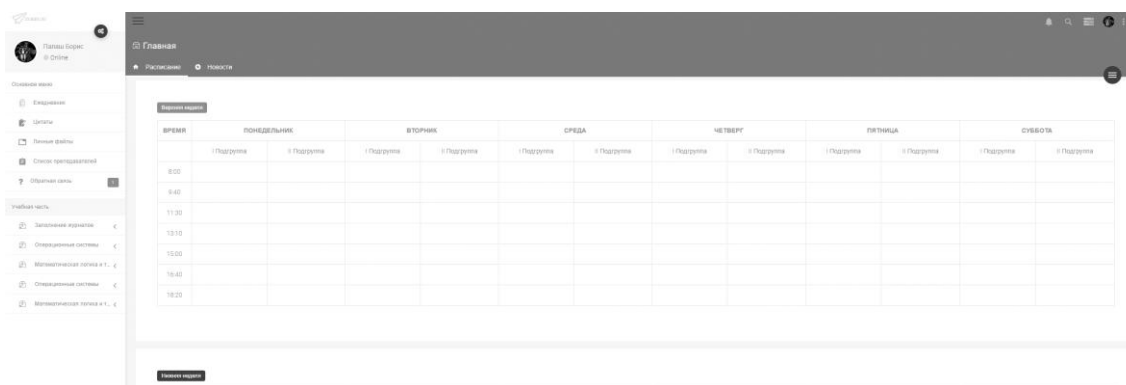 Папаш Борис
Online
Основное меню
Ежедневник
Цитаты
Личные файлы
Список преподавателей
Обратная связь
Учебная часть
Заполнение журналов
Операционные системы
Математическая логика и т...
Операционные системы
Математическая логика и т...
Главная
Расписание
Новости
Верхняя неделя
ВРЕМЯ ПОНЕДЕЛЬНИК ВТОРНИК СРЕДА ЧЕТВЕРГ ПЯТНИЦА СУББОТА
I Подгруппа II Подгруппа I Подгруппа II Подгруппа I Подгруппа II Подгруппа I Подгруппа II Подгруппа I Подгруппа II Подгруппа I Подгруппа II Подгруппа
8:00
9:40
11:30
13:10
15:00
16:40
18:20
Нижняя неделя